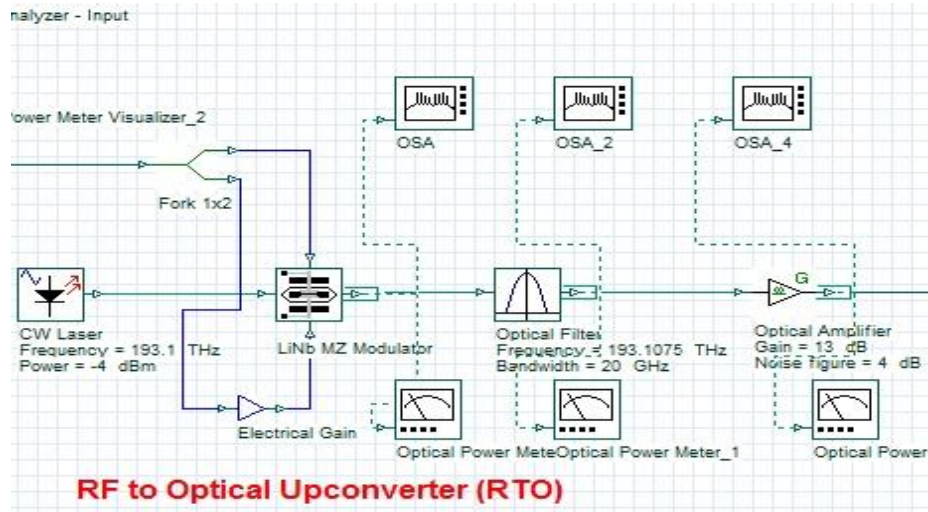 nalyzer - Input
ower Meter Visualizer_2
OSA
OSA_2
OSA_4
Fork 1x2
CW Laser
Frequency = 193.1 THz
Power = -4 dBm
LiNb MZ Modulator
Optical Filter
Frequency = 193.1075 THz
Bandwidth = 20 GHz
G
Optical Amplifier
Gain = 13 dB
Noise figure = 4 dB
Electrical Gain
Optical Power Mete
Optical Power Meter_1
Optical Power
RF to Optical Upconverter (RTO)